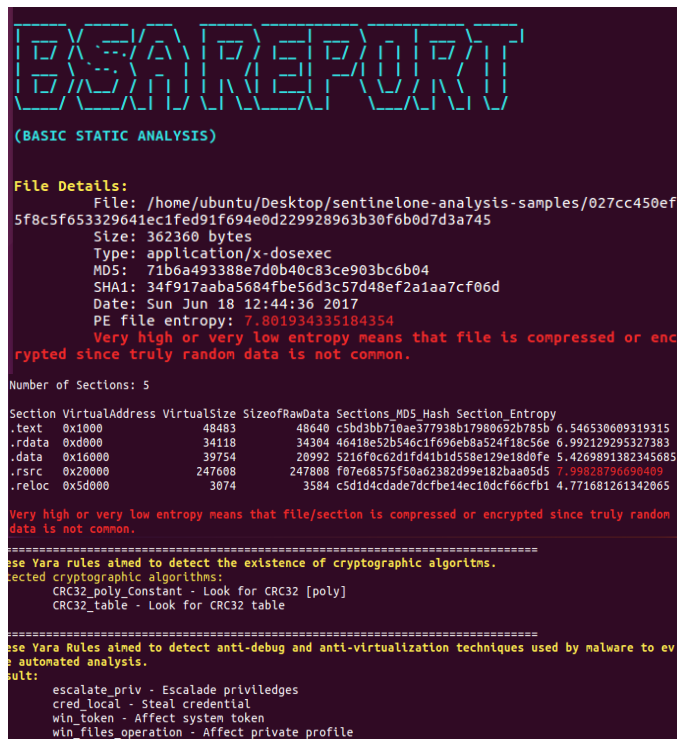 BSA REPORT
(BASIC STATIC ANALYSIS)
File Details:
File: /home/ubuntu/Desktop/sentinelone-analysis-samples/027cc450ef
5f8c5f653329641ec1fed91f694e0d229928963b30f6b0d7d3a745
Size: 362360 bytes
Type: application/x-dosexec
MD5: 71b6a493388e7d0b40c83ce903bc6b04
SHA1: 34f917aaba5684fbe56d3c57d48ef2a1aa7cf06d
Date: Sun Jun 18 12:44:36 2017
PE file entropy: 7.801934335184354
Very high or very low entropy means that file is compressed or enc
rypted since truly random data is not common.
Number of Sections: 5
Section VirtualAddress VirtualSize SizeofRawData Sections_MD5_Hash Section_Entropy
.text 0x1000 48483 48640 c5bd3bb710ae377938b17980692b785b 6.546530609319315
.rdata 0xd000 34118 34304 46418e52b546c1f696eb8a524f18c56e 6.992129295327383
.data 0x16000 39754 20992 5216f0c62d1fd41b1d558e129e18d0fe 5.4269891382345685
.rsrc 0x20000 247608 247808 f07e68575f50a62382d99e182baa05d5 7.99828796690409
.reloc 0x5d000 3074 3584 c5d1d4cdade7dcfbe14ec10dcf66cfb1 4.771681261342065
Very high or very low entropy means that file/section is compressed or encrypted since truly random
data is not common.
================================================================================
ese Yara rules aimed to detect the existence of cryptographic algoritms.
tected cryptographic algorithms:
CRC32_poly_Constant - Look for CRC32 [poly]
CRC32_table - Look for CRC32 table
================================================================================
ese Yara Rules aimed to detect anti-debug and anti-virtualization techniques used by malware to ev
e automated analysis.
sult:
escalate_priv - Escalade priviledges
cred_local - Steal credential
win_token - Affect system token
win_files_operation - Affect private profile